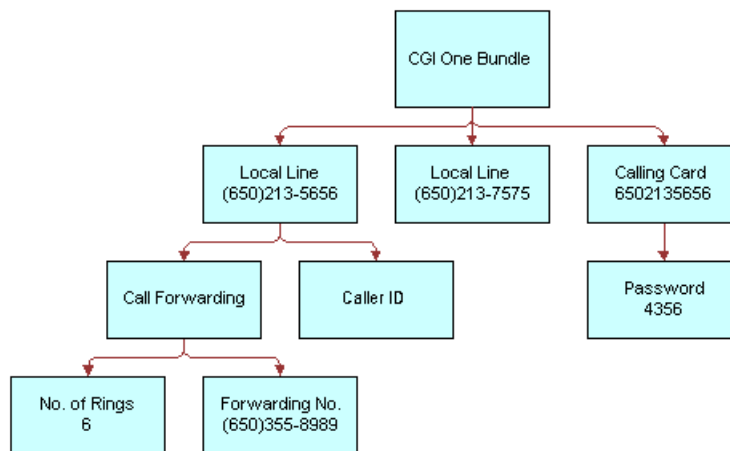 CGI One Bundle
Local Line
(650)213-5656
Local Line
(650)213-7575
Calling Card
6502135656
Call Forwarding
Caller ID
Password
4356
No. of Rings
6
Forwarding No.
(650)355-8989